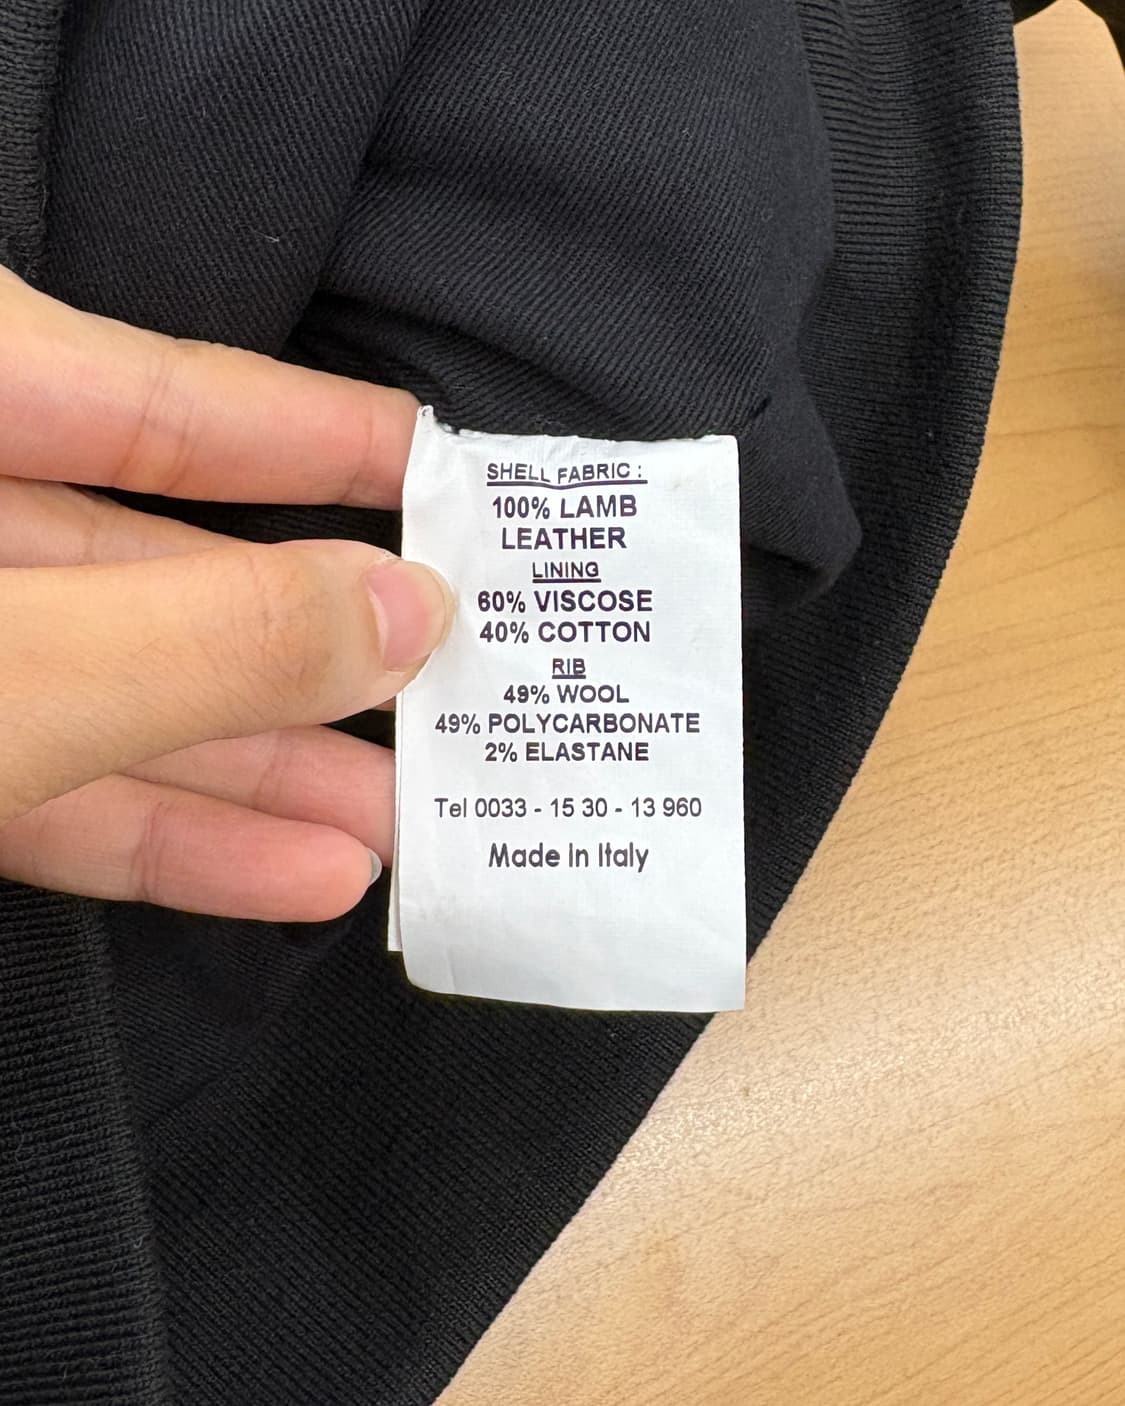 SHELL FABRIC :
100% LAMB
LEATHER
LINING
60% VISCOSE
40% COTTON
RIB
49% WOOL
49% POLYCARBONATE
2% ELASTANE
Tel 0033 - 15 30 - 13 960
Made in Italy